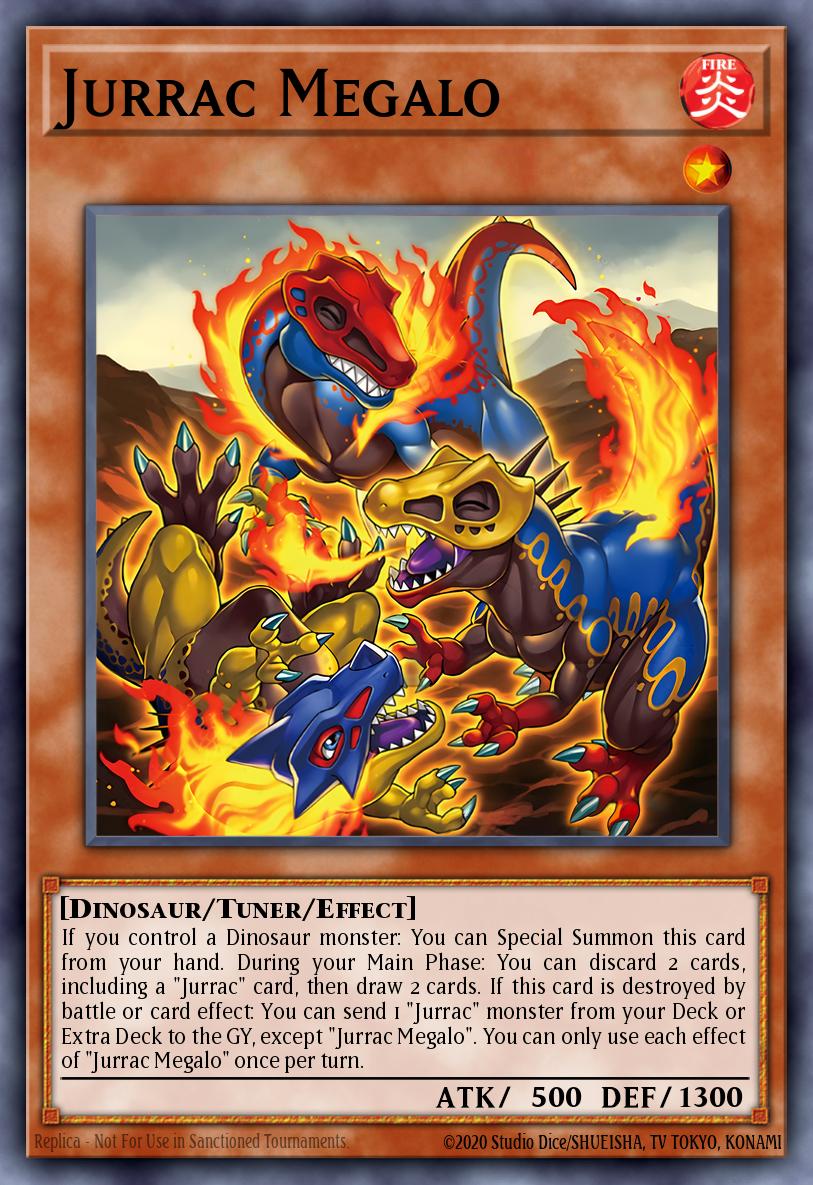 Jurrac Megalo
FIRE
炎
[Dinosaur/Tuner/Effect]
If you control a Dinosaur monster: You can Special Summon this card
from your hand. During your Main Phase: You can discard 2 cards,
including a "Jurrac" card, then draw 2 cards. If this card is destroyed by
battle or card effect: You can send 1 "Jurrac" monster from your Deck or
Extra Deck to the GY, except "Jurrac Megalo". You can only use each effect
of "Jurrac Megalo" once per turn.
ATK/ 500 DEF/1300
Replica - Not For Use in Sanctioned Tournaments.
©2020 Studio Dice/SHUEISHA, TV TOKYO, KONAMI